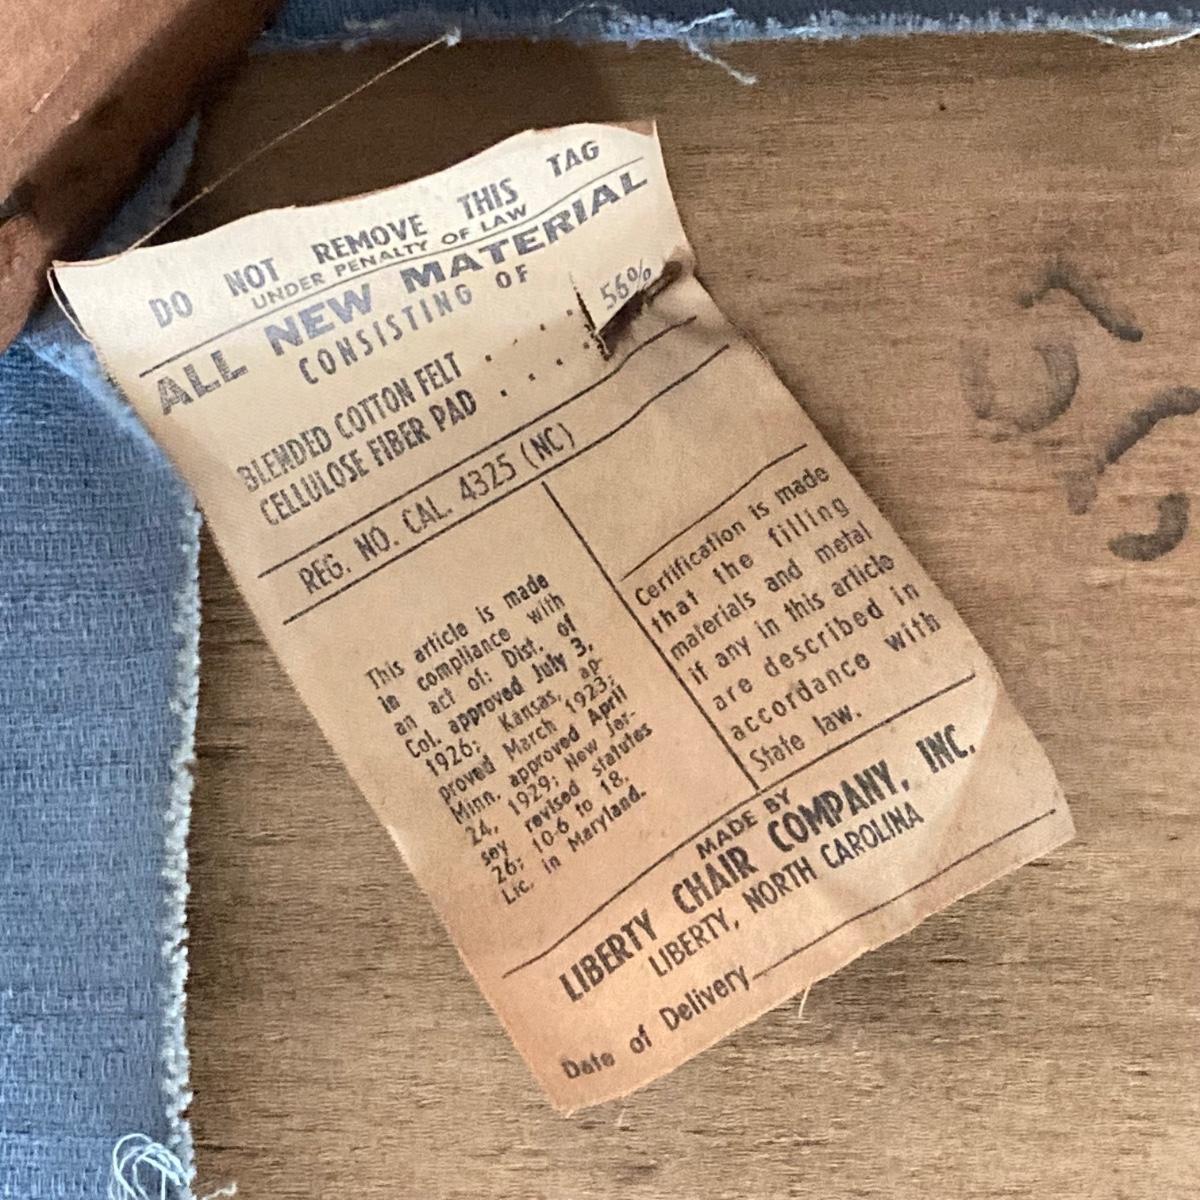 DO NOT REMOVE THIS TAG
UNDER PENALTY OF LAW
ALL NEW MATERIAL
CONSISTING OF
BLENDED COTTON FELT . . . 56%
CELLULOSE FIBER PAD . . . .
REG. NO. CAL. 4325 (NC)
This article is made
in compliance with
an act of: Dist. of
Col. approved July 3,
1926; Kansas, ap-
proved March 1923;
Minn. approved April
24, 1929; New Jer-
sey revised statutes
26: 10-6 to 18.
Lic. in Maryland.
Certification is made
that the filling
materials and metal
if any in this article
are described in
accordance with
State law.
MADE BY
LIBERTY CHAIR COMPANY, INC.
LIBERTY, NORTH CAROLINA
Date of Delivery